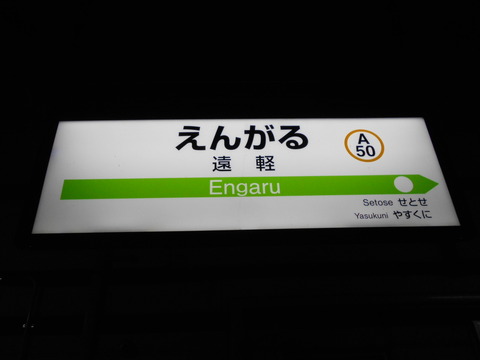 えんがる
遠軽
A
50
Engaru
Setose せとせ
Yasukuni やすくに